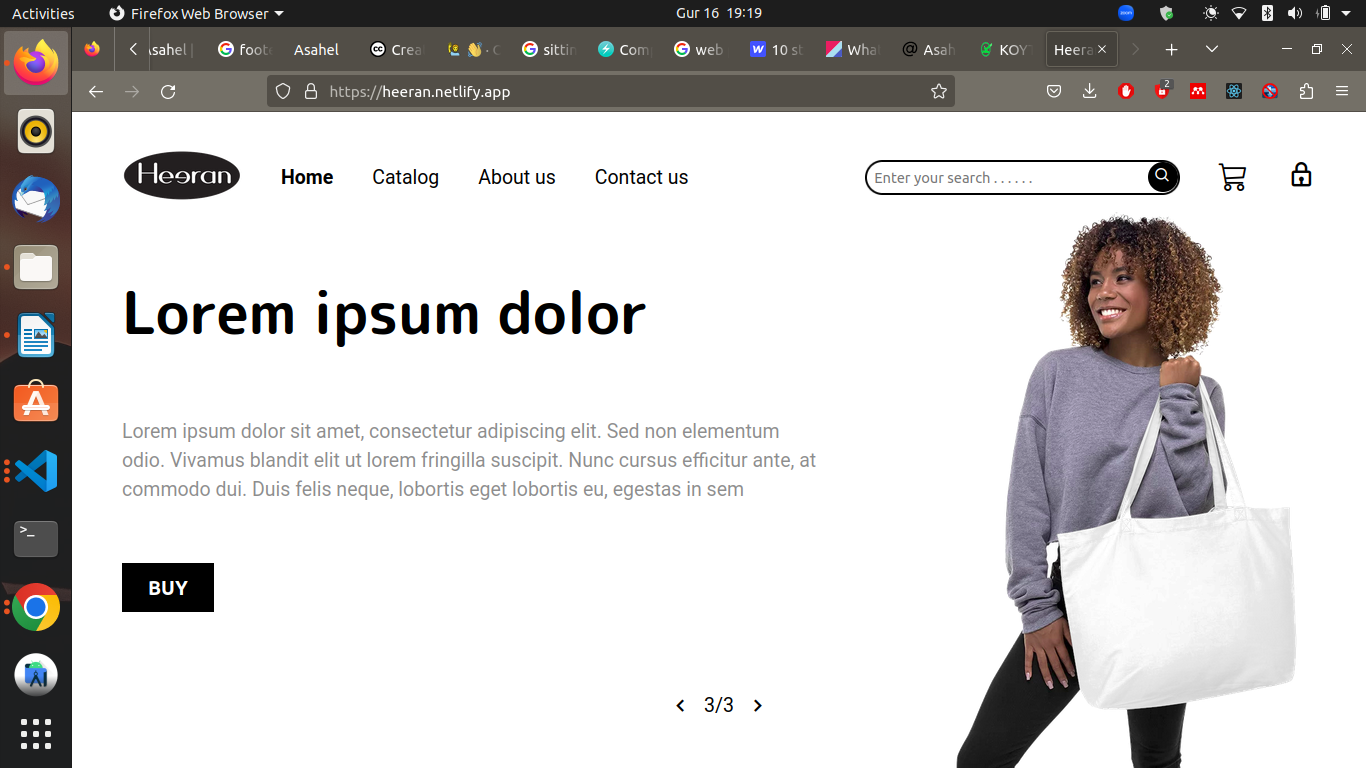 Activities
Firefox Web Browser
Gur 16 19:19
zoom
Asahel |
foot
Asahel
Crea
· C
sittin
Com
web
10 st
What
Asah
KOY
Heera
https://heeran.netlify.app
2
Heeran
Home
Catalog
About us
Contact us
Enter your search . . . . . .
Lorem ipsum dolor
Lorem ipsum dolor sit amet, consectetur adipiscing elit. Sed non elementum
odio. Vivamus blandit elit ut lorem fringilla suscipit. Nunc cursus efficitur ante, at
commodo dui. Duis felis neque, lobortis eget lobortis eu, egestas in sem
BUY
3/3